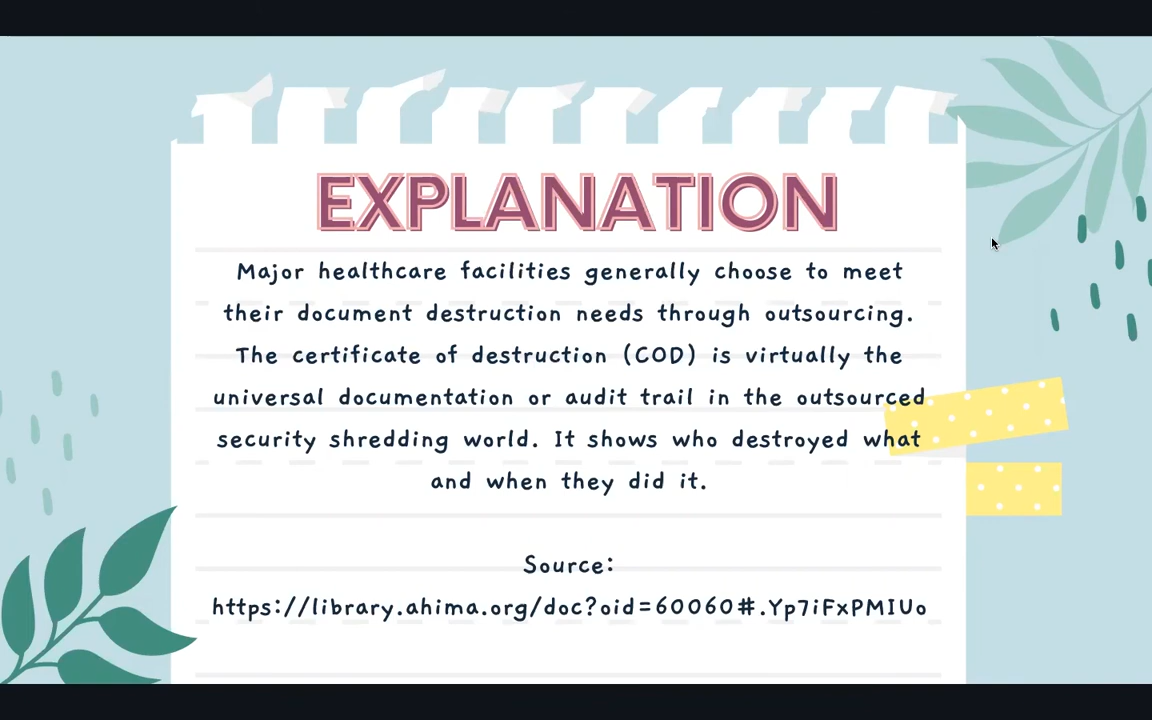 EXPLANATION
Major healthcare facilities generally choose to meet
their document destruction needs through outsourcing.
The certificate of destruction (COD) is virtually the
universal documentation or audit trail in the outsourced
security shredding world. It shows who destroyed what
and when they did it.
Source:
https://library.ahima.org/doc?oid=60060#.Yp7iFxPMIUo